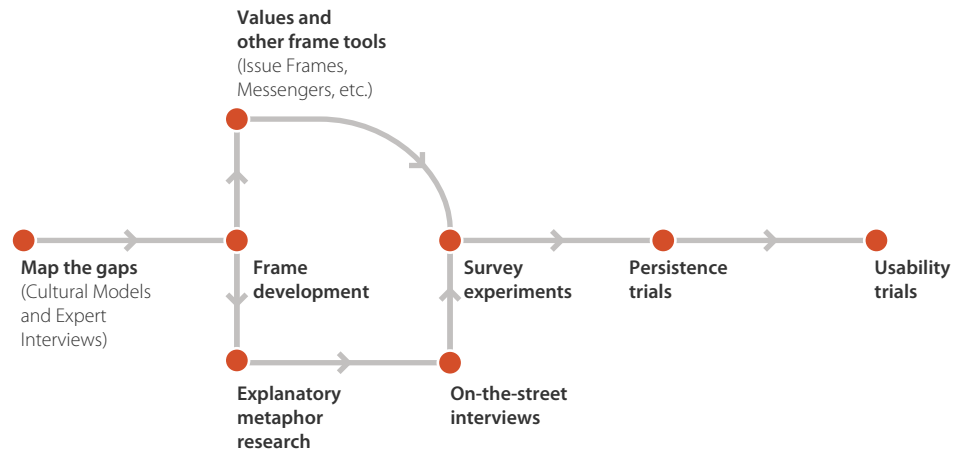 Values and
other frame tools
(Issue Frames,
Messengers, etc.)
Map the gaps
(Cultural Models
and Expert
Interviews)
Frame
development
Survey
experiments
Persistence
trials
Usability
trials
Explanatory
metaphor
research
On-the-street
interviews